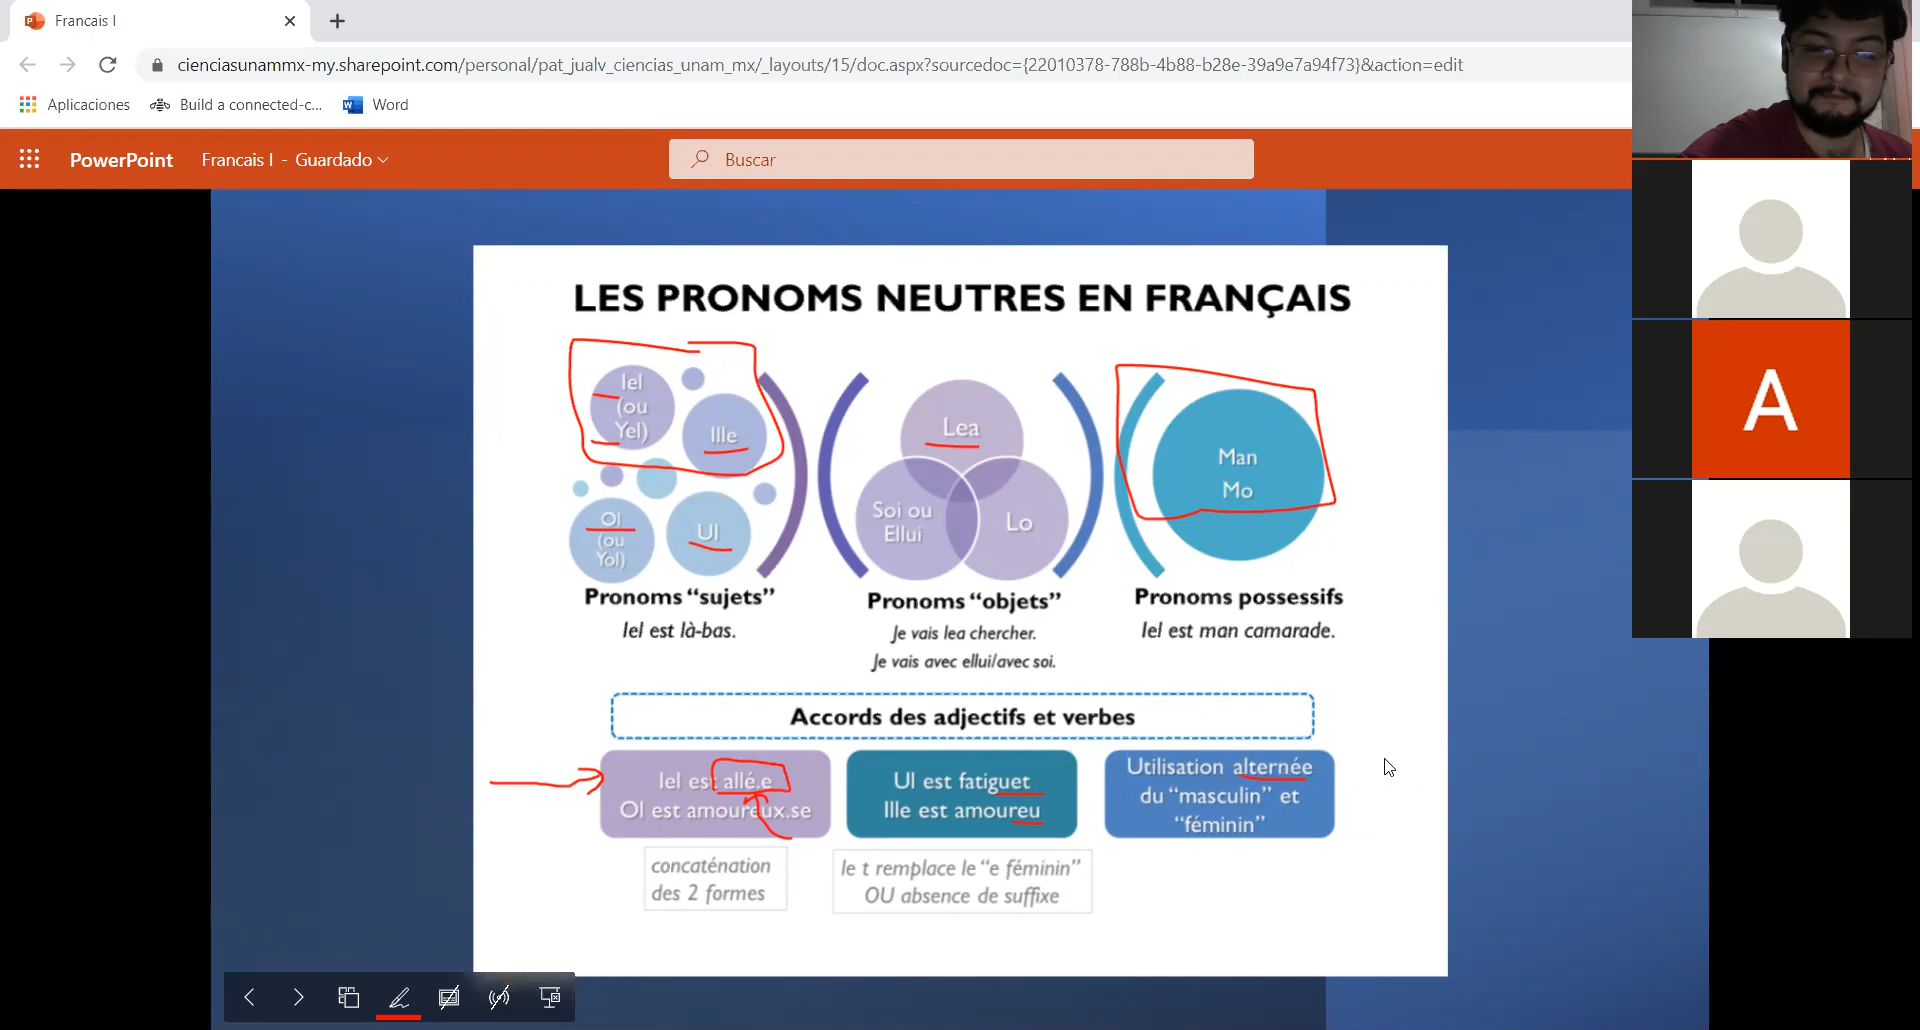 Francais I
cienciasunammx-my.sharepoint.com/personal/pat_jualv_ciencias_unam_mx/_layouts/15/doc.aspx?sourcedoc={22010378-788b-4b88-b28e-39a9e7a94f73}&action=edit
Aplicaciones
Build a connected-c...
Word
PowerPoint
Francais I - Guardado
Buscar
LES PRONOMS NEUTRES EN FRANÇAIS
Iel
(ou
Yel)
Ille
Ol
(ou
Yol)
Ul
Pronoms “sujets”
Iel est là-bas.
Lea
Soi ou
Ellui
Lo
Pronoms “objets”
Je vais lea chercher.
Je vais avec ellui/avec soi.
Man
Mo
Pronoms possessifs
Iel est man camarade.
Accords des adjectifs et verbes
Iel est allé.e
Ol est amoureux.se
concaténation
des 2 formes
Ul est fatiguet
Ille est amoureu
le t remplace le “e féminin”
OU absence de suffixe
Utilisation alternée
du “masculin” et
“féminin”
A